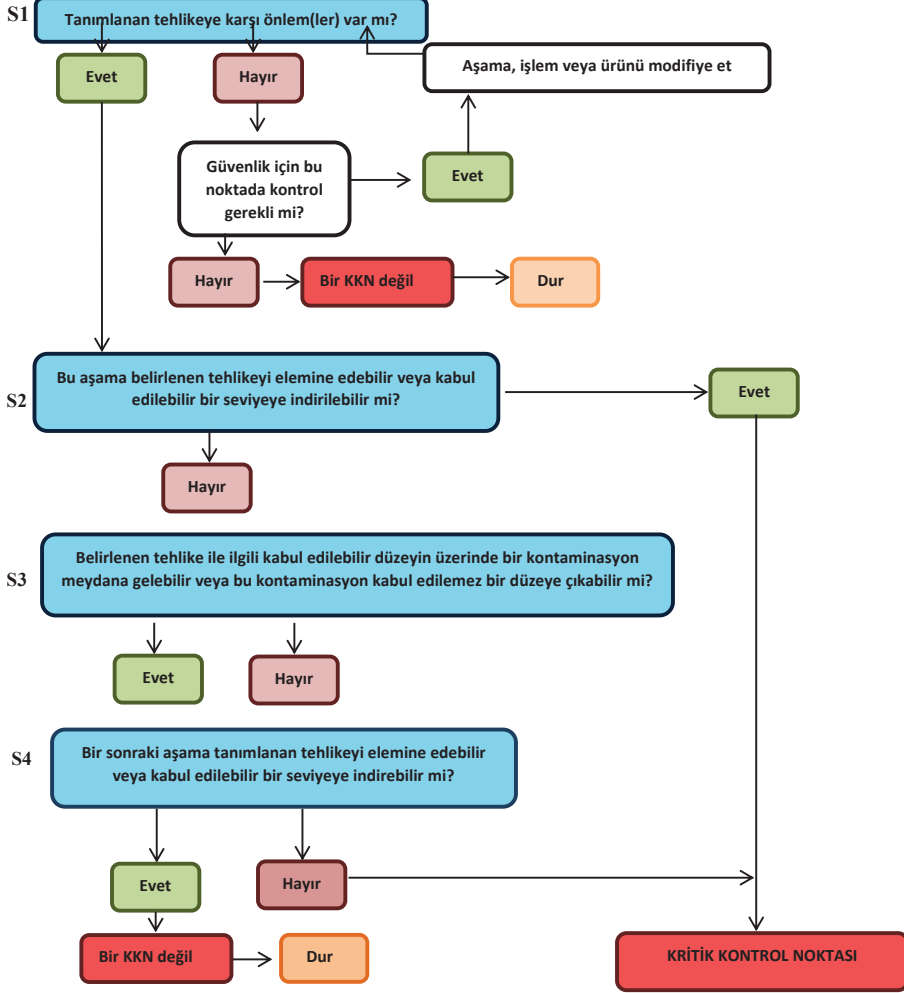 S1
Tanımlanan tehlikeye karşı önlem(ler) var mı?
Evet
Hayır
Aşama, işlem veya ürünü modifiye et
Güvenlik için bu
noktada kontrol
gerekli mi?
Evet
Hayır
Bir KKN değil
Dur
S2
Bu aşama belirlenen tehlikeyi elemine edebilir veya kabul
edilebilir bir seviyeye indirilebilir mi?
Evet
Hayır
S3
Belirlenen tehlike ile ilgili kabul edilebilir düzeyin üzerinde bir kontaminasyon
meydana gelebilir veya bu kontaminasyon kabul edilemez bir düzeye çıkabilir mi?
Evet
Hayır
S4
Bir sonraki aşama tanımlanan tehlikeyi elemine edebilir
veya kabul edilebilir bir seviyeye indirebilir mi?
Evet
Hayır
Bir KKN değil
Dur
KRİTİK KONTROL NOKTASI